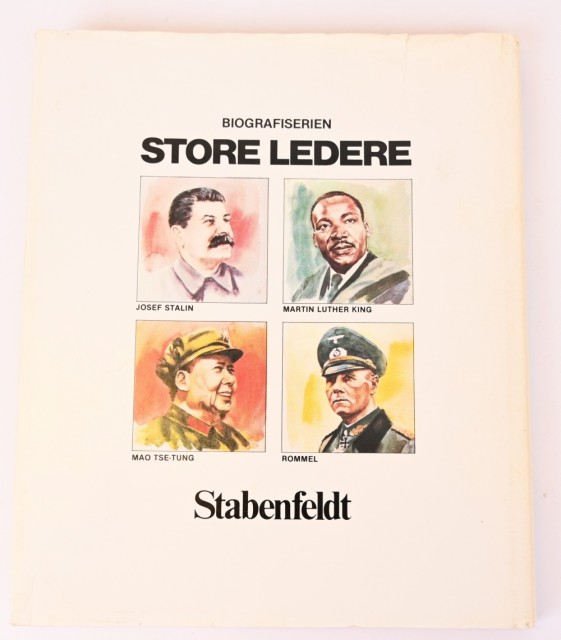 BIOGRAFISERIEN
STORE LEDERE
JOSEF STALIN
MARTIN LUTHER KING
MAO TSE-TUNG
ROMMEL
Stabenfeldt